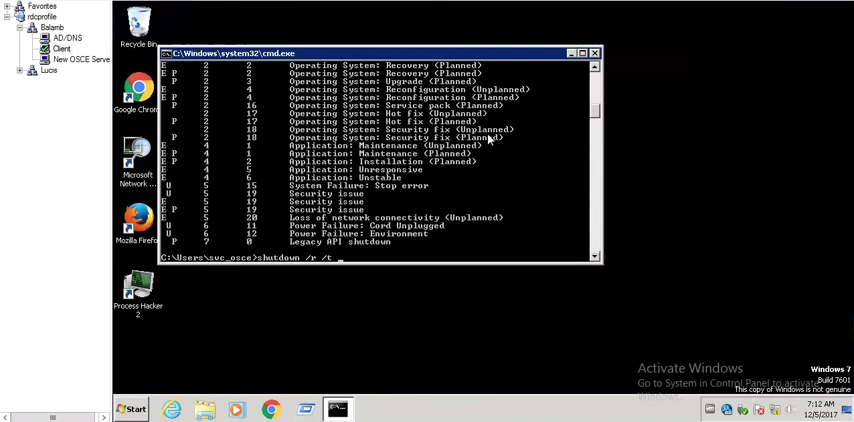 Favorites
rdcprofile
Balamb
AD/DNS
Client
New OSCE Serve
Lucis
Recycle Bin
Google Chrom
Microsoft
Network ...
Mozilla Firefo
Process Hacker
2
C:\Windows\system32\cmd.exe
E 2 2 Operating System: Recovery (Planned)
E P 2 2 Operating System: Recovery (Planned)
P 2 3 Operating System: Upgrade (Planned)
E 2 4 Operating System: Reconfiguration (Unplanned)
E P 2 4 Operating System: Reconfiguration (Planned)
P 2 16 Operating System: Service pack (Planned)
2 17 Operating System: Hot fix (Unplanned)
P 2 17 Operating System: Hot fix (Planned)
2 18 Operating System: Security fix (Unplanned)
P 2 18 Operating System: Security fix (Planned)
E 4 1 Application: Maintenance (Unplanned)
E P 4 1 Application: Maintenance (Planned)
E P 4 2 Application: Installation (Planned)
E 4 5 Application: Unresponsive
E 4 6 Application: Unstable
U 5 15 System Failure: Stop error
U 5 19 Security issue
E 5 19 Security issue
E P 5 19 Security issue
E 5 20 Loss of network connectivity (Unplanned)
U 6 11 Power Failure: Cord Unplugged
U 6 12 Power Failure: Environment
P 7 0 Legacy API shutdown
C:\Users\svc_osce>shutdown /r /t _
Activate Windows
Go to System in Control Panel to activate
Windows.
Windows 7
Build 7601
This copy of Windows is not genuine
Start
7:12 AM
12/5/2017